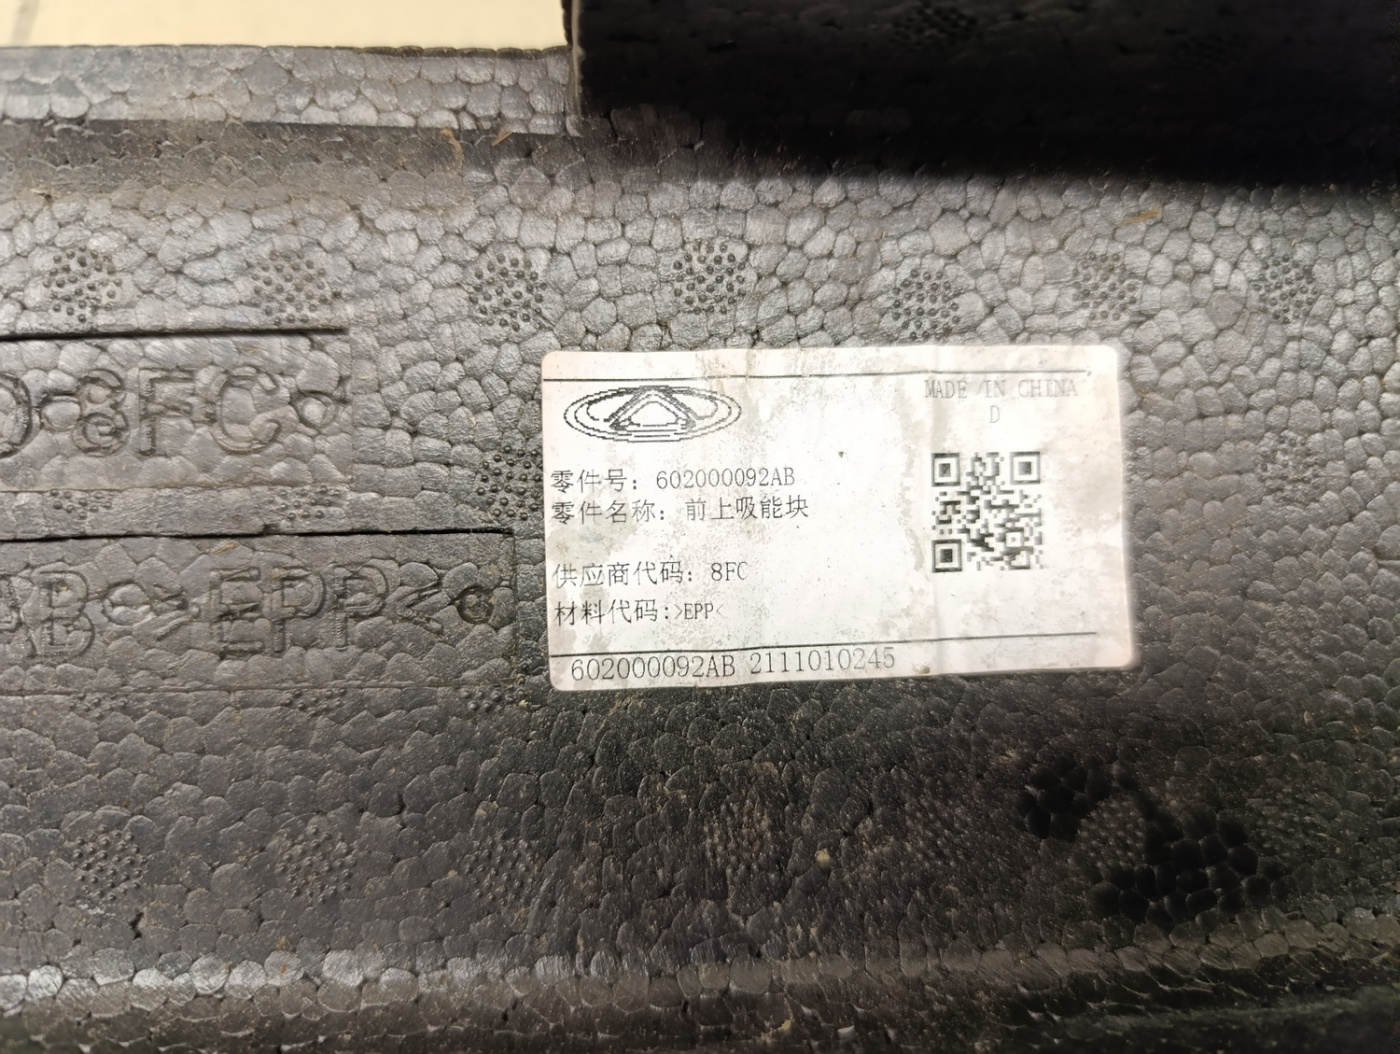 MADE IN CHINA
D
零件号：602000092AB
零件名称：前上吸能块
供应商代码：8FC
材料代码:>EPP<
602000092AB 2111010245
8FC
AB >EPP<